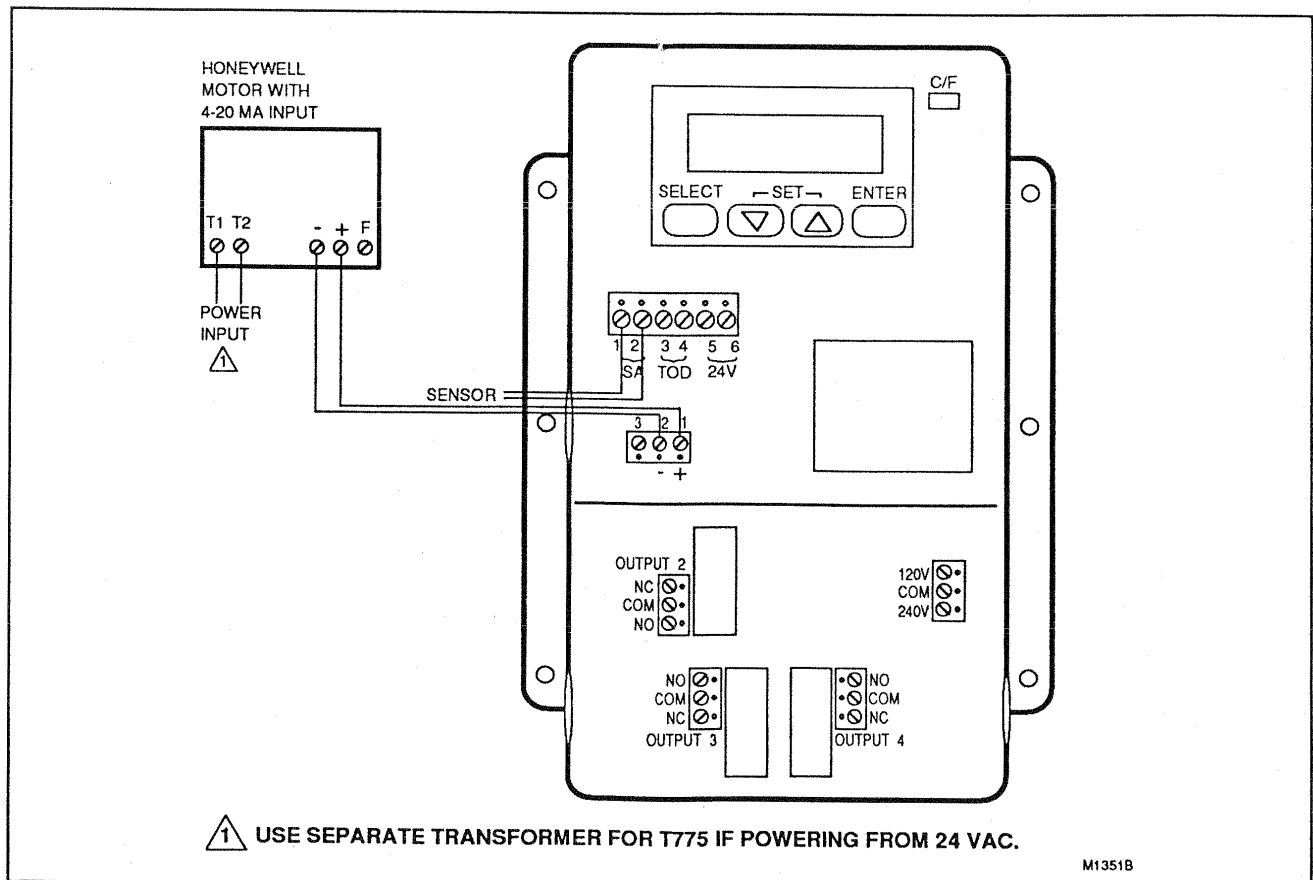 HONEYWELL
MOTOR WITH
4-20 MA INPUT
T1 T2 - + F
POWER
INPUT
1
C/F
SELECT SET ENTER
1 2 3 4 5 6
SA TOD 24V
SENSOR
3 2 1
- +
OUTPUT 2
NC
COM
NO
120V
COM
240V
NO
COM
NC
OUTPUT 3
NO
COM
NC
OUTPUT 4
1 USE SEPARATE TRANSFORMER FOR T775 IF POWERING FROM 24 VAC.
M1351B